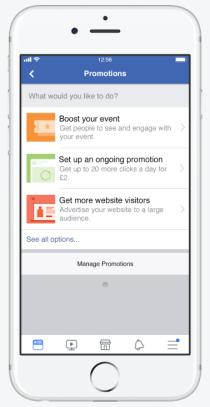 12:56
Promotions
What would you like to do?
Boost your event
Get people to see and engage with
your event.
Set up an ongoing promotion
Get up to 20 more clicks a day for
£2.
Get more website visitors
Advertise your website to a large
audience.
See all options...
Manage Promotions